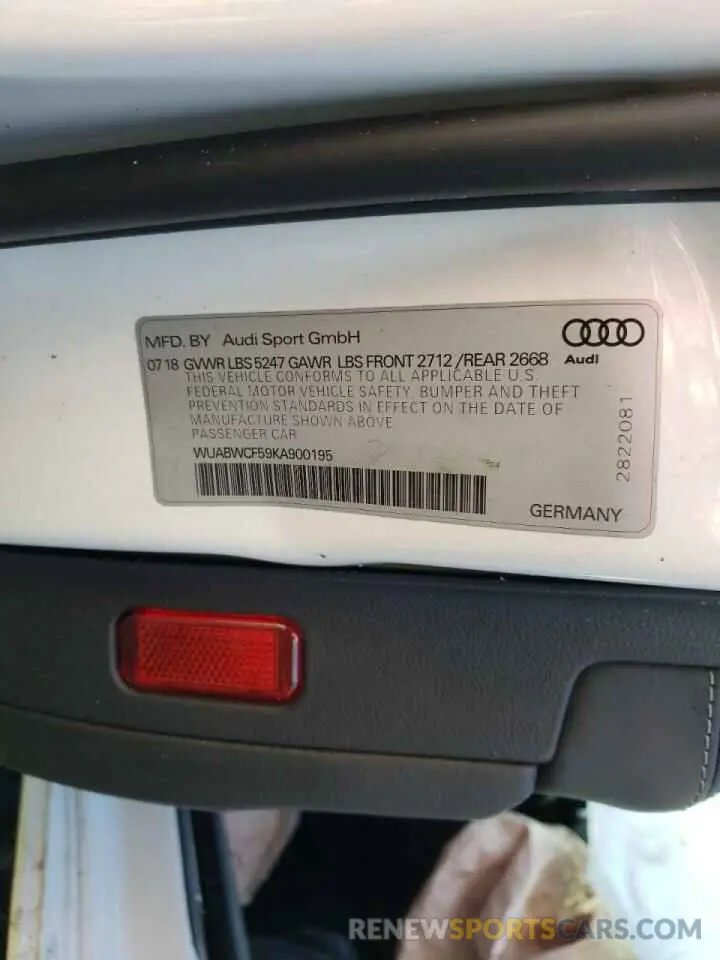 MFD. BY Audi Sport GmbH
07 18 GVWR LBS 5247 GAWR LBS FRONT 2712 /REAR 2668
Audi
THIS VEHICLE CONFORMS TO ALL APPLICABLE U.S.
FEDERAL MOTOR VEHICLE SAFETY, BUMPER AND THEFT
PREVENTION STANDARDS IN EFFECT ON THE DATE OF
MANUFACTURE SHOWN ABOVE
PASSENGER CAR
WUABWCF59KA900195
2822081
GERMANY
RENEWSPORTSCARS.COM